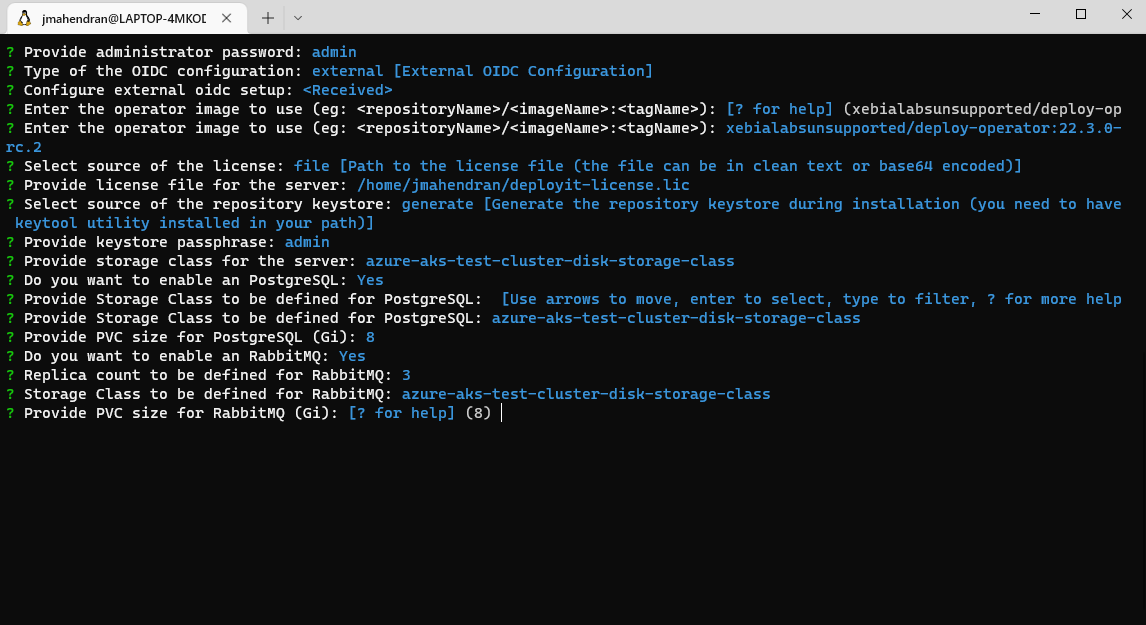 jmahendran@LAPTOP-4MKOD
? Provide administrator password: admin
? Type of the OIDC configuration: external [External OIDC Configuration]
? Configure external oidc setup: <Received>
? Enter the operator image to use (eg: <repositoryName>/<imageName>:<tagName>): [? for help] (xebialabsunsupported/deploy-op
? Enter the operator image to use (eg: <repositoryName>/<imageName>:<tagName>): xebialabsunsupported/deploy-operator:22.3.0-
rc.2
? Select source of the license: file [Path to the license file (the file can be in clean text or base64 encoded)]
? Provide license file for the server: /home/jmahendran/deployit-license.lic
? Select source of the repository keystore: generate [Generate the repository keystore during installation (you need to have
keytool utility installed in your path)]
? Provide keystore passphrase: admin
? Provide storage class for the server: azure-aks-test-cluster-disk-storage-class
? Do you want to enable an PostgreSQL: Yes
? Provide Storage Class to be defined for PostgreSQL:  [Use arrows to move, enter to select, type to filter, ? for more help
? Provide Storage Class to be defined for PostgreSQL: azure-aks-test-cluster-disk-storage-class
? Provide PVC size for PostgreSQL (Gi): 8
? Do you want to enable an RabbitMQ: Yes
? Replica count to be defined for RabbitMQ: 3
? Storage Class to be defined for RabbitMQ: azure-aks-test-cluster-disk-storage-class
? Provide PVC size for RabbitMQ (Gi): [? for help] (8)